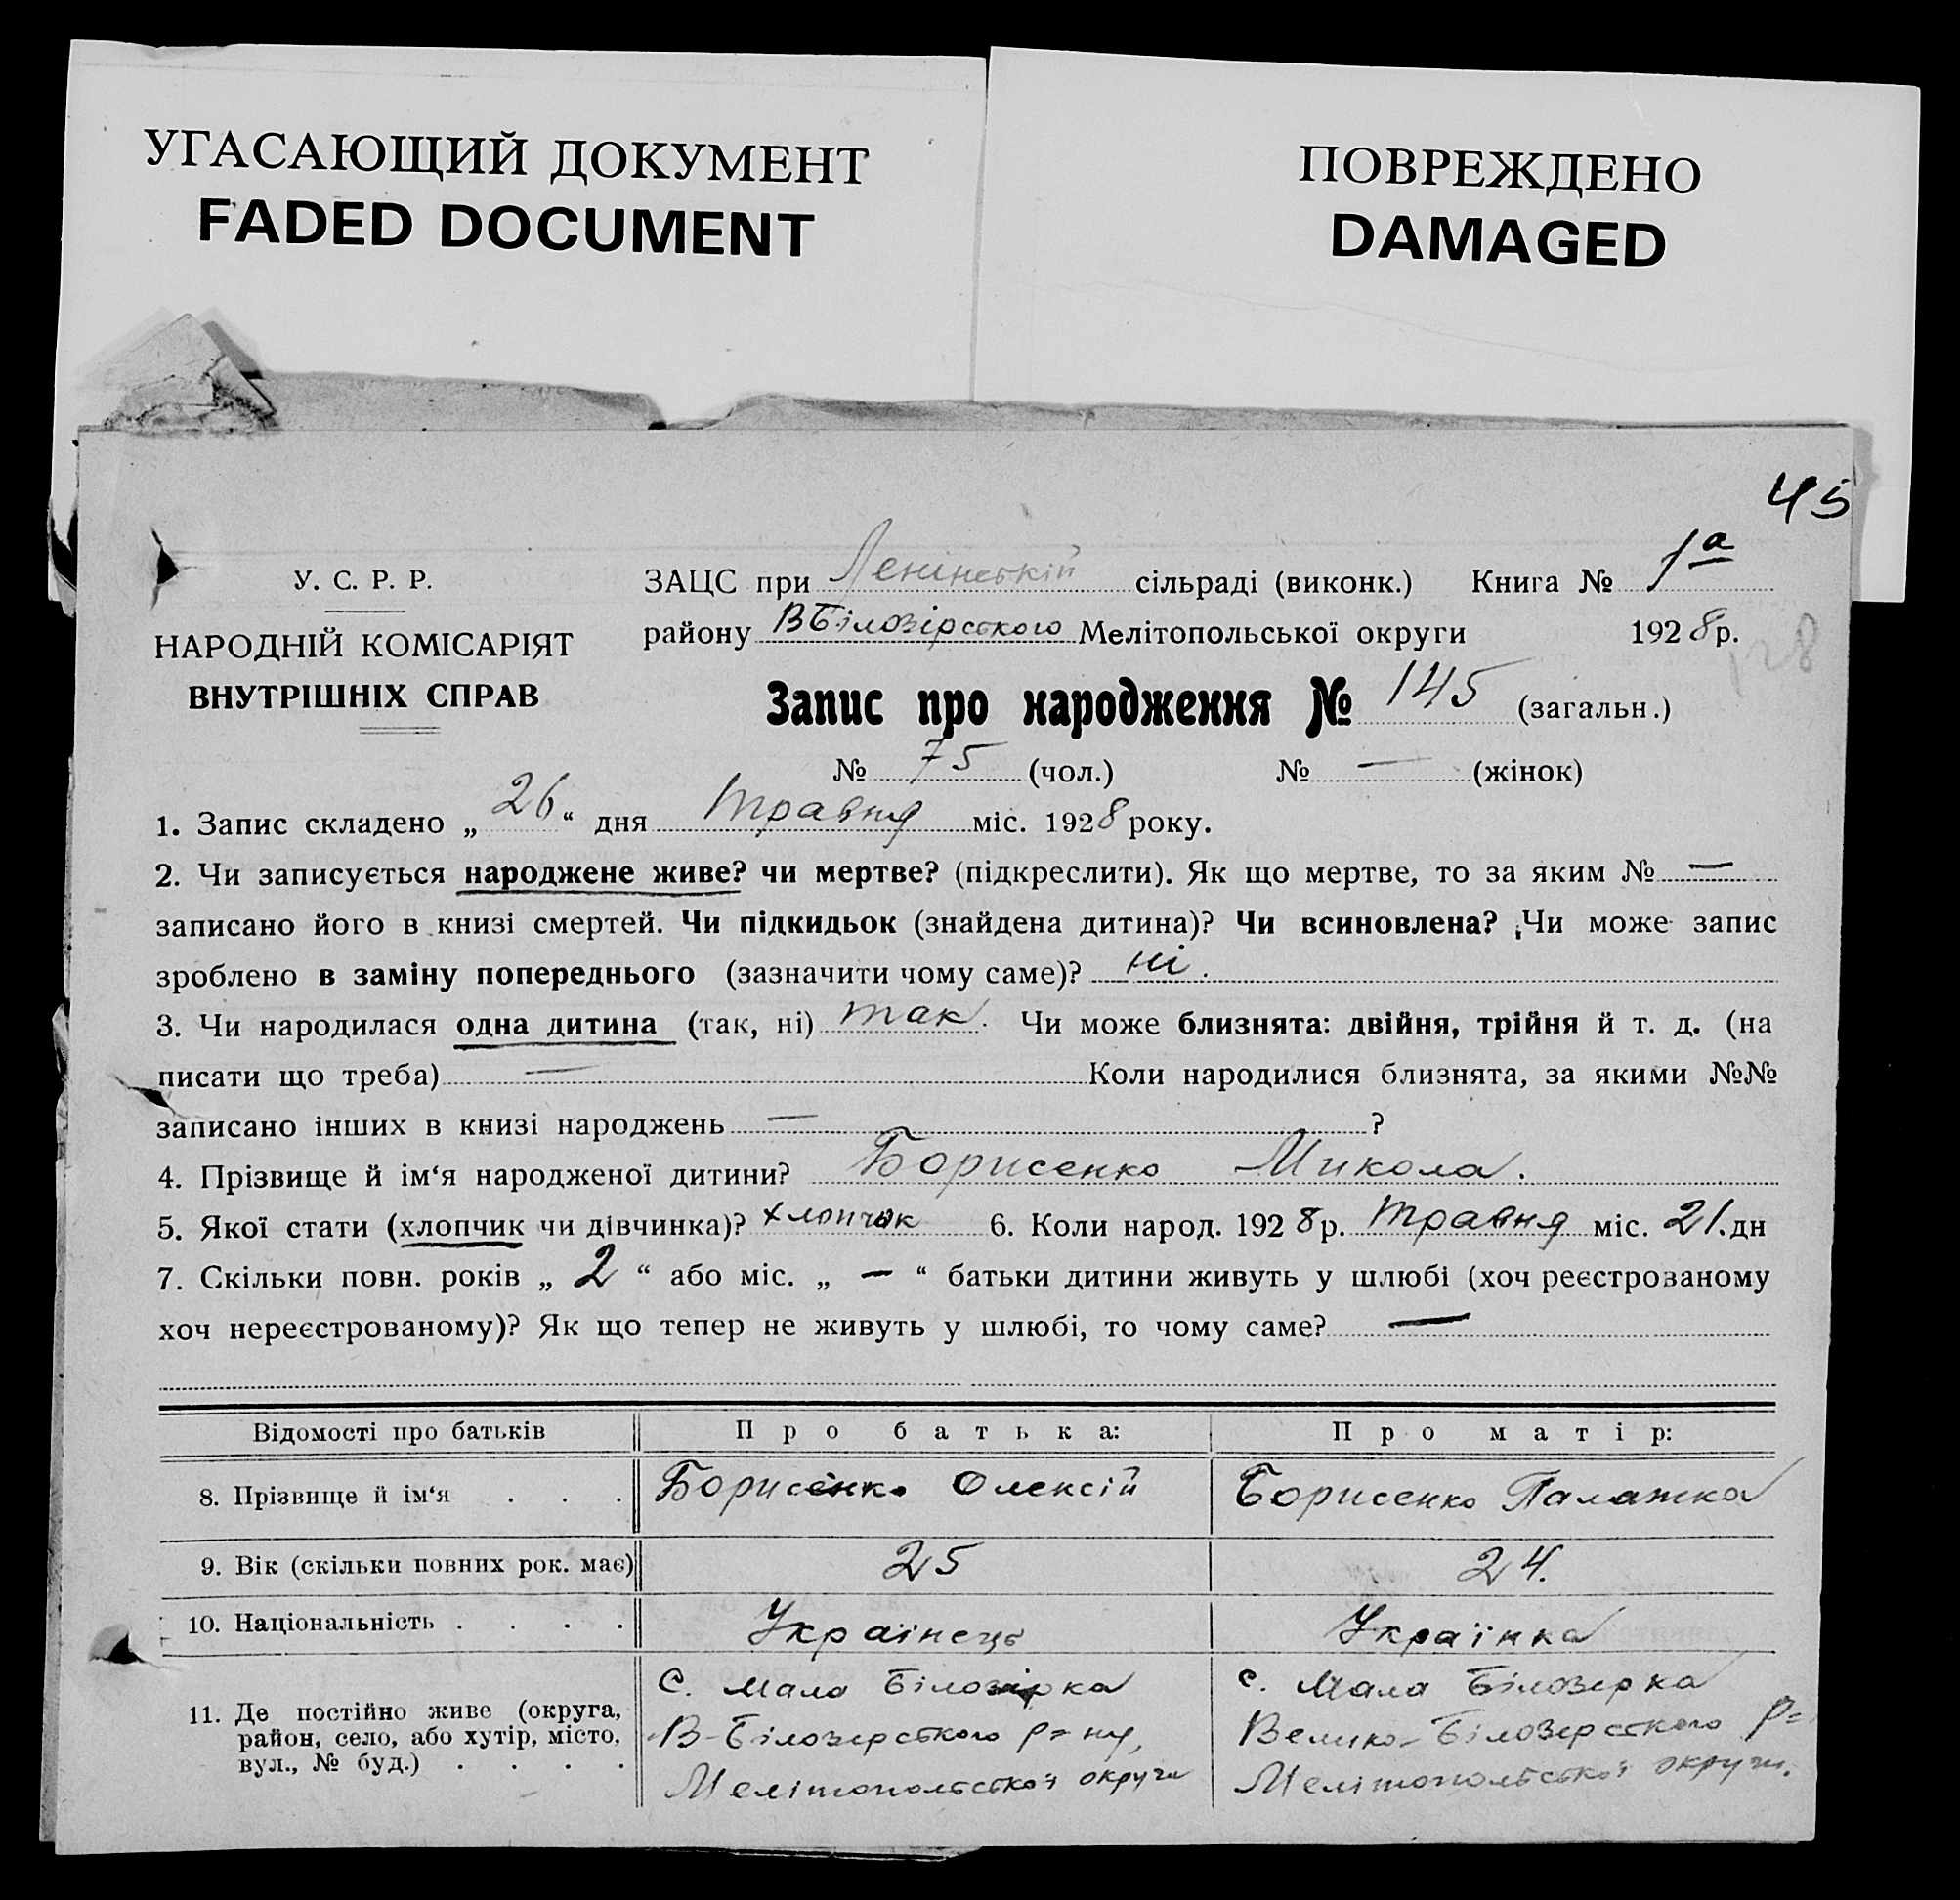 УГАСАЮЩИЙ ДОКУМЕНТ
FADED DOCUMENT
ПОВРЕЖДЕНО
DAMAGED
45
У. С. Р. Р.
НАРОДНІЙ КОМІСАРІЯТ
ВНУТРІШНІХ СПРАВ
ЗАЦС при Ленінській сільраді (виконк.) Книга № 1а
району ВБілозірського Мелітопольської округи 1928 р.
128
Запис про народження № 145 (загальн.)
№ 75 (чол.) № — (жінок)
1. Запис складено „26“ дня травня міс. 1928 року.
2. Чи записується народжене живе? чи мертве? (підкреслити). Як що мертве, то за яким № —
записано його в книзі смертей. Чи підкидьок (знайдена дитина)? Чи всиновлена? Чи може запис
зроблено в заміну попереднього (зазначити чому саме)? ні.
3. Чи народилася одна дитина (так, ні) так. Чи може близнята: двійня, трійня й т. д. (на
писати що треба) — Коли народилися близнята, за якими №№
записано інших в книзі народжень — ?
4. Прізвище й ім‘я народженої дитини? Борисенко Микола.
5. Якої стати (хлопчик чи дівчинка)? хлопчик 6. Коли народ. 1928 р. травня міс. 21. дн
7. Скільки повн. років „ 2 “ або міс. „ — “ батьки дитини живуть у шлюбі (хоч реєстрованому
хоч нереєстрованому)? Як що тепер не живуть у шлюбі, то чому саме? —
Відомості про батьків Про батька: Про матір:
8. Прізвище й ім‘я . . . Борисенко Олексій Борисенко Палажка
9. Вік (скільки повних рок. має) 25 24.
10. Національність . . . . Українець Українка
11. Де постійно живе (округа,
район, село, або хутір, місто,
вул., № буд.) . . . .
с. Мала Білозірка
В-Білозерського р=ну,
Мелітопольської округи
с. Мала Білозерка
Велико-Білозерського р=
Мелітопольської округи.